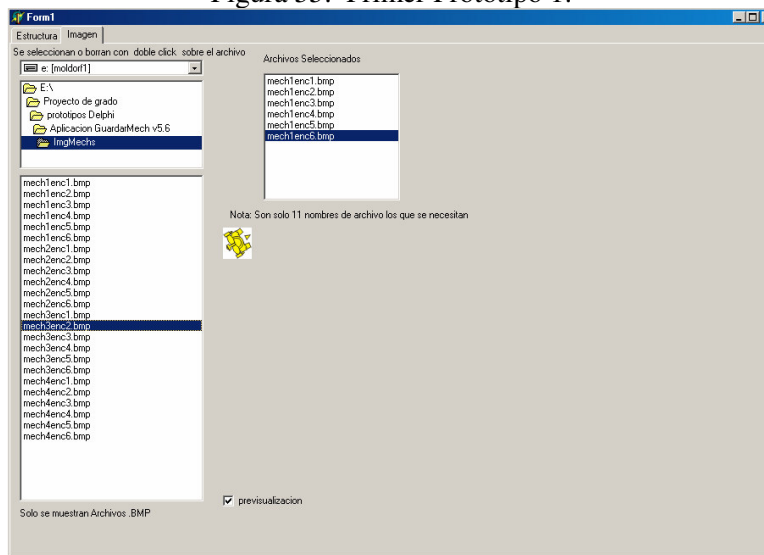 Figura 33. Primer Prototipo 1.
Form1
Estructura Imagen
Se seleccionan o borran con doble click sobre el archivo
e: [moldorf1]
E:\
Proyecto de grado
prototipos Delphi
Aplicacion GuardarMech v5.6
ImgMechs
Archivos Seleccionados
mech1enc1.bmp
mech1enc2.bmp
mech1enc3.bmp
mech1enc4.bmp
mech1enc5.bmp
mech1enc6.bmp
Nota: Son solo 11 nombres de archivo los que se necesitan
mech1enc1.bmp
mech1enc2.bmp
mech1enc3.bmp
mech1enc4.bmp
mech1enc5.bmp
mech1enc6.bmp
mech2enc1.bmp
mech2enc2.bmp
mech2enc3.bmp
mech2enc4.bmp
mech2enc5.bmp
mech2enc6.bmp
mech3enc1.bmp
mech3enc2.bmp
mech3enc3.bmp
mech3enc4.bmp
mech3enc5.bmp
mech3enc6.bmp
mech4enc1.bmp
mech4enc2.bmp
mech4enc3.bmp
mech4enc4.bmp
mech4enc5.bmp
mech4enc6.bmp
previsualizacion
Solo se muestran Archivos .BMP